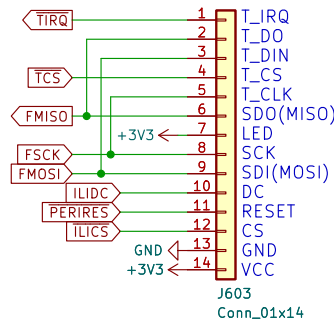 TIRQ 1 T_IRQ
2 T_DO
3 T_DIN
TCS 4 T_CS
5 T_CLK
FMISO 6 SDO(MISO)
+3V3 7 LED
FSCK 8 SCK
FMOSI 9 SDI(MOSI)
ILIDC 10 DC
PERIRES 11 RESET
ILICS 12 CS
GND 13 GND
+3V3 14 VCC
J603
Conn_01x14